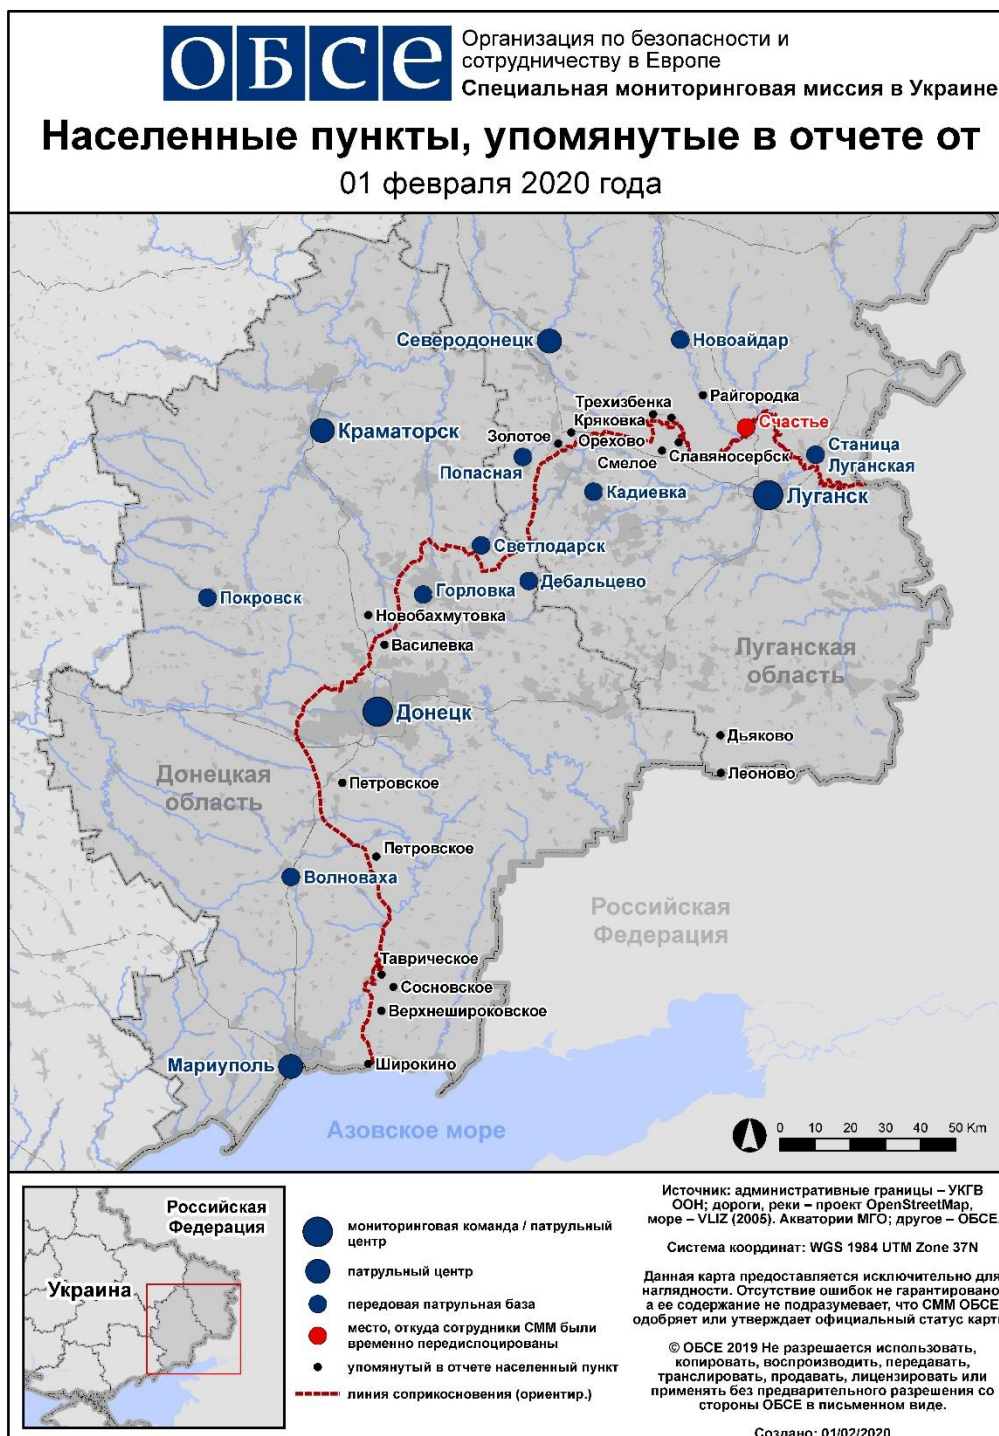 ОБСЕ
Организация по безопасности и
сотрудничеству в Европе
Специальная мониторинговая миссия в Украине
Населенные пункты, упомянутые в отчете от
01 февраля 2020 года
Северодонецк
Новоайдар
Райгородка
Трехизбенка
Кряковка
Счастье
Краматорск
Золотое
Орехово
Станица
Луганская
Славяносербск
Смелое
Попасная
Кадиевка
Луганск
Светлодарск
Дебальцево
Горловка
Покровск
Новобахмутовка
Василевка
Луганская
область
Донецк
Дьяково
Леоново
Донецкая
область
Петровское
Петровское
Волноваха
Российская
Федерация
Таврическое
Сосновское
Верхнешироковское
Мариуполь
Широкино
Азовское море
0 10 20 30 40 50 Km
Российская
Федерация
Украина
мониторинговая команда / патрульный
центр
патрульный центр
передовая патрульная база
место, откуда сотрудники СММ были
временно передислоцированы
упомянутый в отчете населенный пункт
линия соприкосновения (ориентир.)
Источник: административные границы – УКГВ
ООН; дороги, реки – проект OpenStreetMap,
море – VLIZ (2005). Акватории МГО; другое – ОБСЕ.
Система координат: WGS 1984 UTM Zone 37N
Данная карта предоставляется исключительно для
наглядности. Отсутствие ошибок не гарантировано,
а ее содержание не подразумевает, что СММ ОБСЕ
одобряет или утверждает официальный статус карты.
© ОБСЕ 2019 Не разрешается использовать,
копировать, воспроизводить, передавать,
транслировать, продавать, лицензировать или
применять без предварительного разрешения со
стороны ОБСЕ в письменном виде.
Создано: 01/02/2020